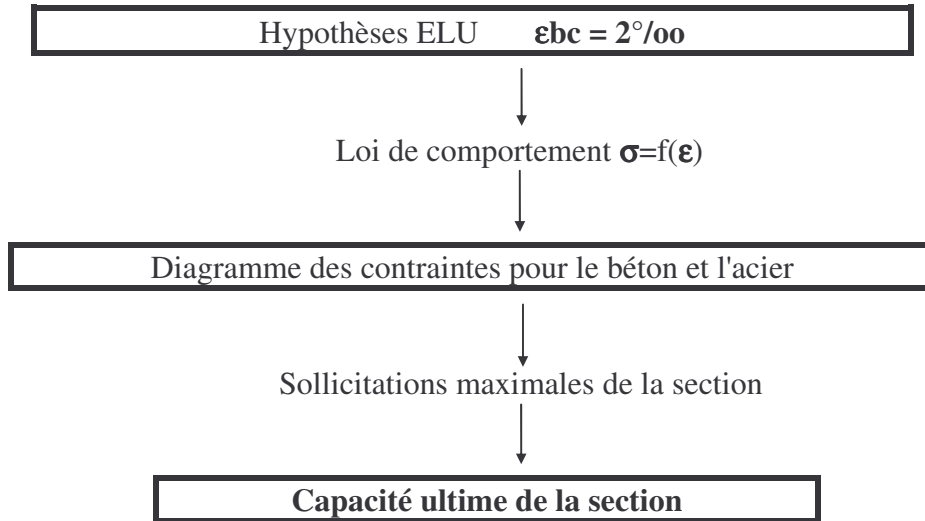 Hypothèses ELU εbc = 2°/oo
Loi de comportement σ=f(ε)
Diagramme des contraintes pour le béton et l'acier
Sollicitations maximales de la section
Capacité ultime de la section